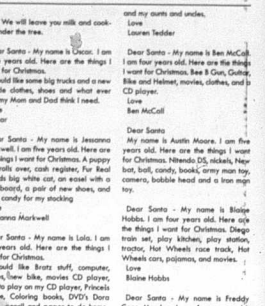 We will leave you milk and cook-
nder the tree.
r Santa - My name is Oscar. I am
years old. Here are the things I
for Christmas.
ould like some big trucks and a new
le clothes, shoes and what ever
my Mom and Dad think I need.
e
ar
r Santa - My name is Jessanna
well. I am five years old. Here are
ings I want for Christmas. A puppy
rolls over, cash register, Fur Real
ds big white cat, an easel with a
board, a pair of new shoes, and
candy for my stocking
e
anna Markwell
r Santa - My name is Lola. I am
years old. Here are the things I
for Christmas.
ould like Bratz stuff, computer,
s, new bike, movies CD player,
o play on my CD player, Princels
e, Coloring books, DVD's Dora
and my aunts and uncles.
Love
Lauren Tedder
Dear Santa - My name is Ben McCall.
I am four years old. Here are the things
I want for Christmas. Bee B Gun, Guitar,
Bike and Helmet, movies, clothes, and a
CD player.
Love
Ben McCall
Dear Santa
My name is Austin Moore. I am five
years old. Here are the things I want
for Christmas. Nitendo DS, nickels, New
bat, ball, candy, books, army man toy,
camera, bobble head and a Iron man
toy.
Dear Santa - My name is Blaine
Hobbs. I am four years old. Here are
the things I want for Christmas. Diego
train set, play kitchen, play station,
tractor, Hot Wheels race track, Hot
Wheels cars, pajamas, and movies.
Love
Blaine Hobbs
Dear Santa - My name is Freddy